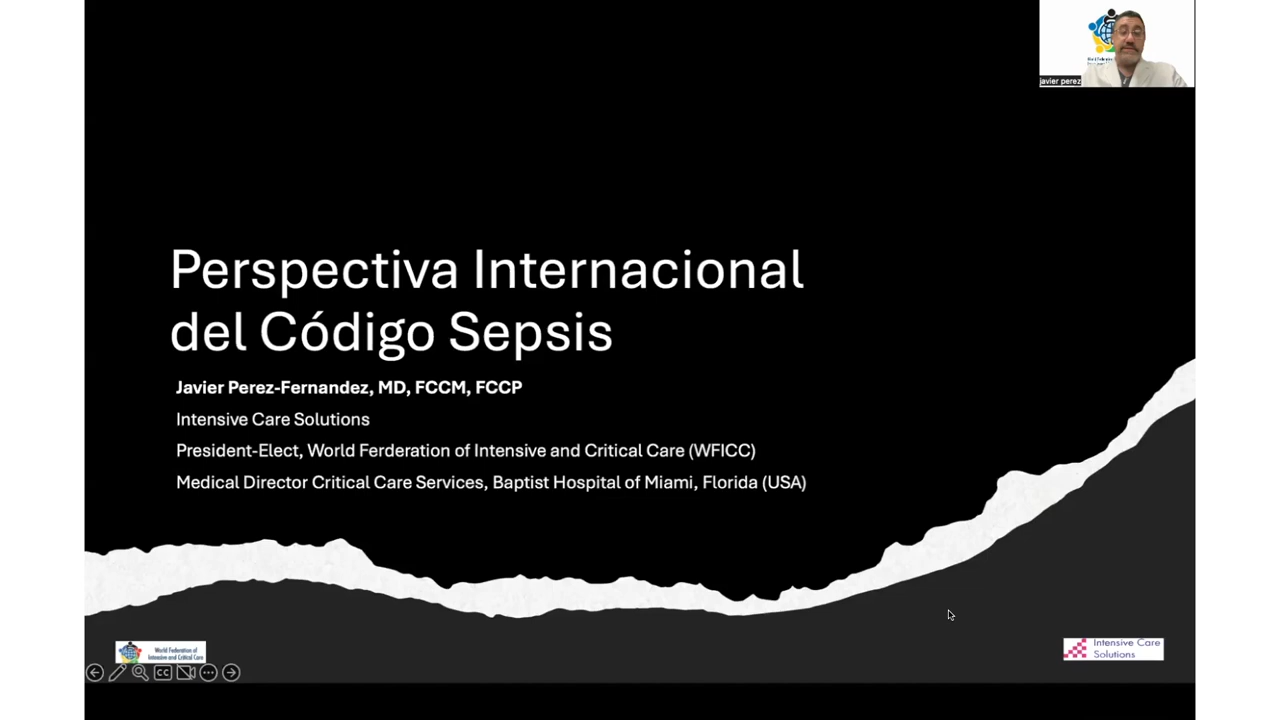 javier perez
Perspectiva Internacional
del Código Sepsis
Javier Perez-Fernandez, MD, FCCM, FCCP
Intensive Care Solutions
President-Elect, World Ferderation of Intensive and Critical Care (WFICC)
Medical Director Critical Care Services, Baptist Hospital of Miami, Florida (USA)
World Federation of
Intensive and Critical Care
Intensive Care
Solutions
CC